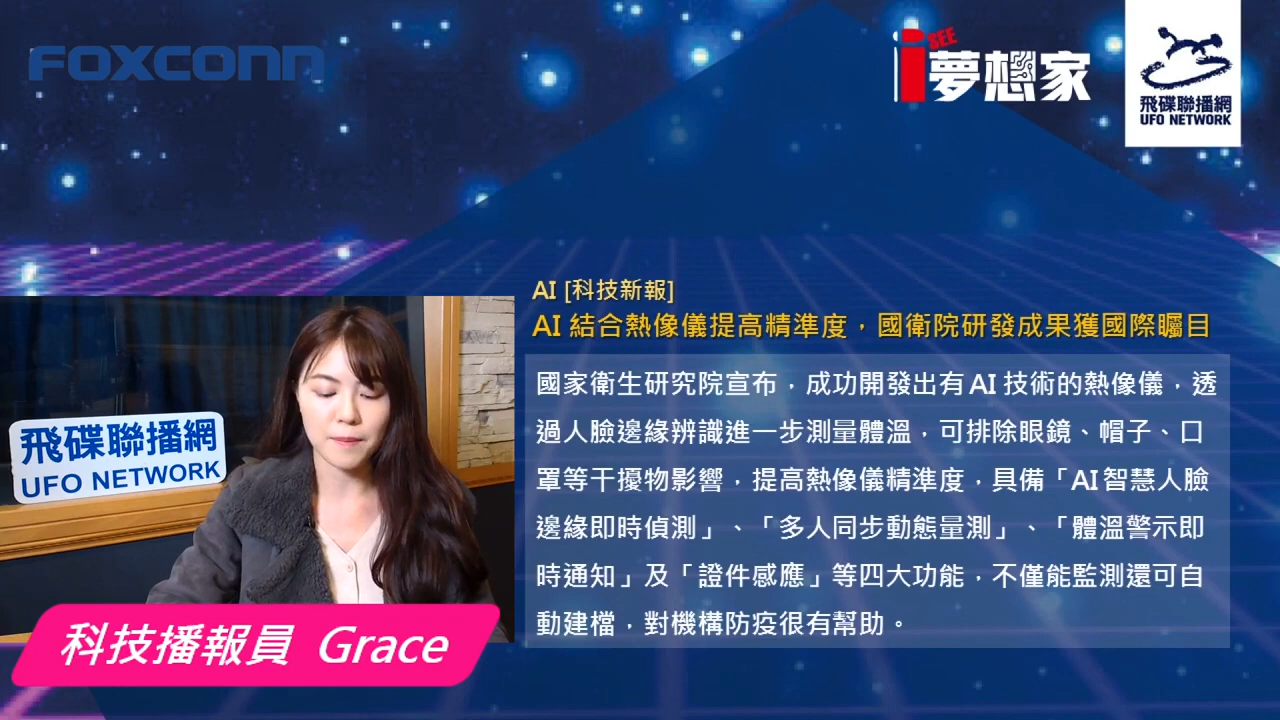 FOXCONN
i SEE 夢想家
飛碟聯播網
UFO NETWORK
AI [科技新報]
AI 結合熱像儀提高精準度，國衛院研發成果獲國際矚目
國家衛生研究院宣布，成功開發出有AI技術的熱像儀，透
過人臉邊緣辨識進一步測量體溫，可排除眼鏡、帽子、口
罩等干擾物影響，提高熱像儀精準度，具備「AI智慧人臉
邊緣即時偵測」、「多人同步動態量測」、「體溫警示即
時通知」及「證件感應」等四大功能，不僅能監測還可自
動建檔，對機構防疫很有幫助。
飛碟聯播網
UFO NETWORK
科技播報員 Grace